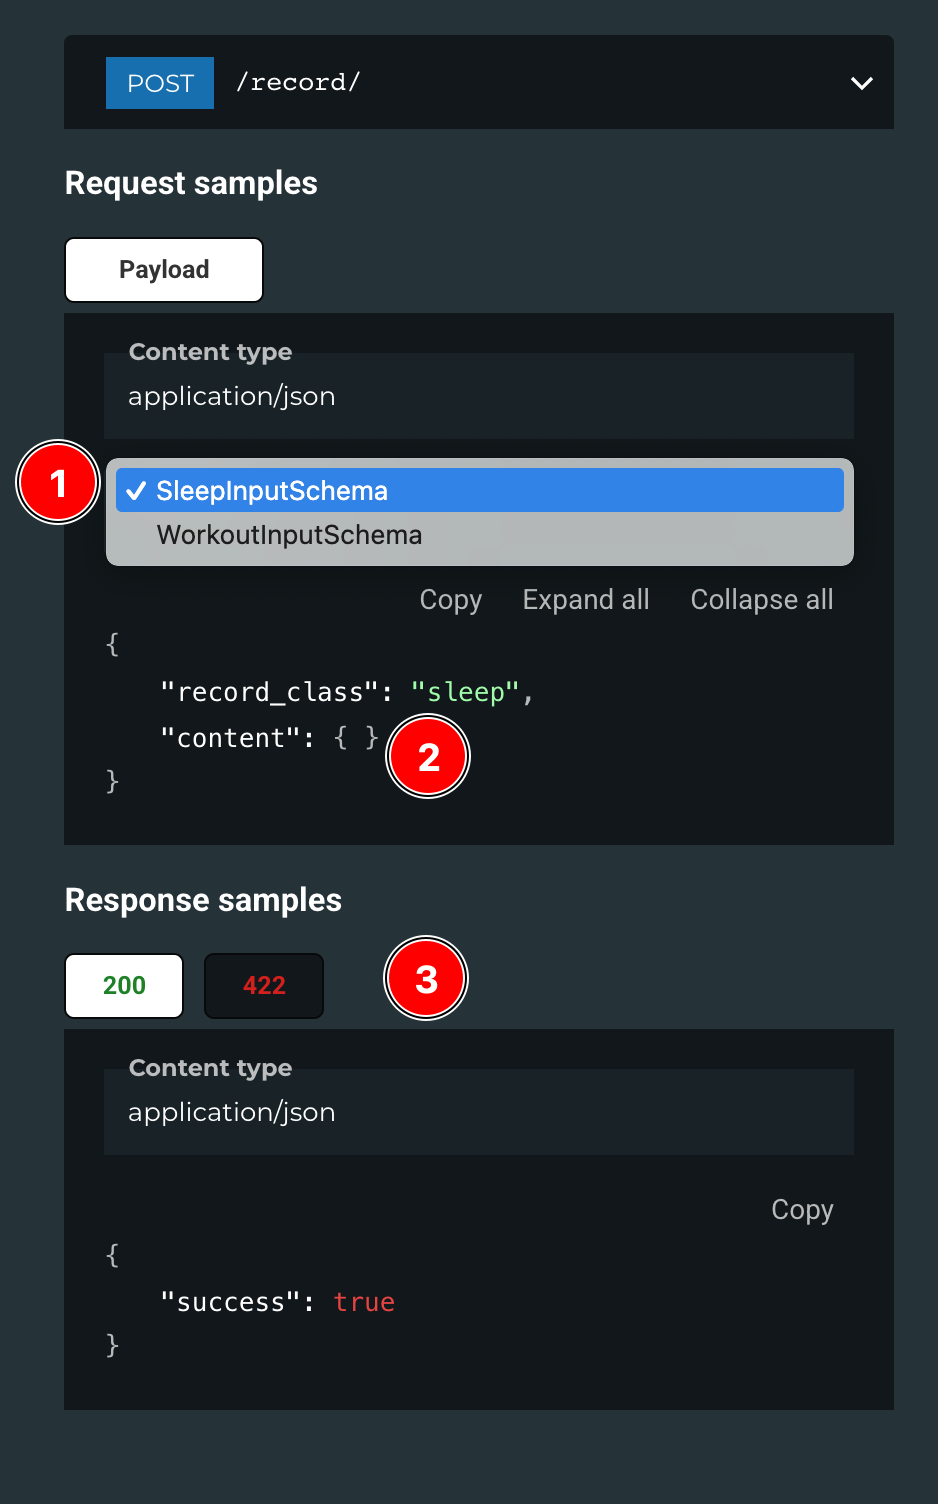 POST /record/
Request samples
Payload
Content type
application/json
1
✓ SleepInputSchema
WorkoutInputSchema
Copy Expand all Collapse all
{
"record_class": "sleep",
"content": { }
2
}
Response samples
200 422
3
Content type
application/json
Copy
{
"success": true
}